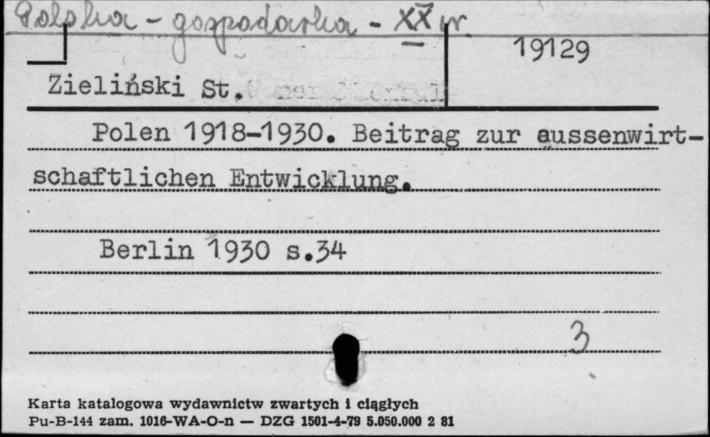 Polska - gospodarka - XX w.
19129
Zieliński St.
Polen 1918-1930. Beitrag zur aussenwirt-
schaftlichen Entwicklung.
Berlin 1930 s.34
3
Karta katalogowa wydawnictw zwartych i ciągłych
Pu-B-144 zam. 1016-WA-O-n — DZG 1501-4-79 5.050.000 2 81